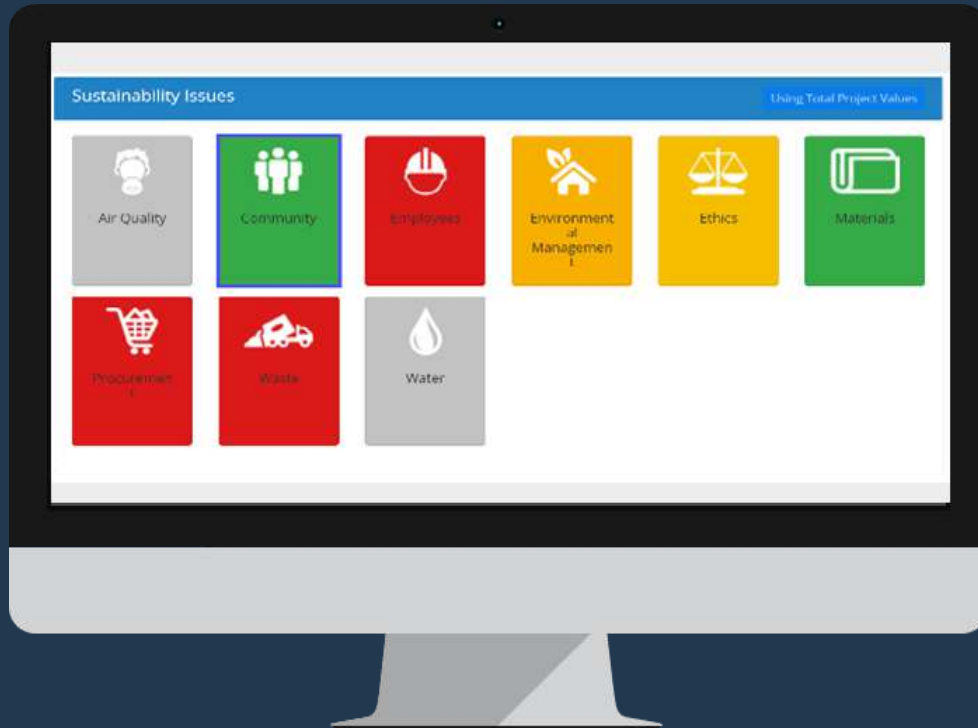 Sustainability Issues
Using Total Project Values
Air Quality
Community
Employees
Environment
al
Managemen
t
Ethics
Materials
Procuremen
t
Waste
Water